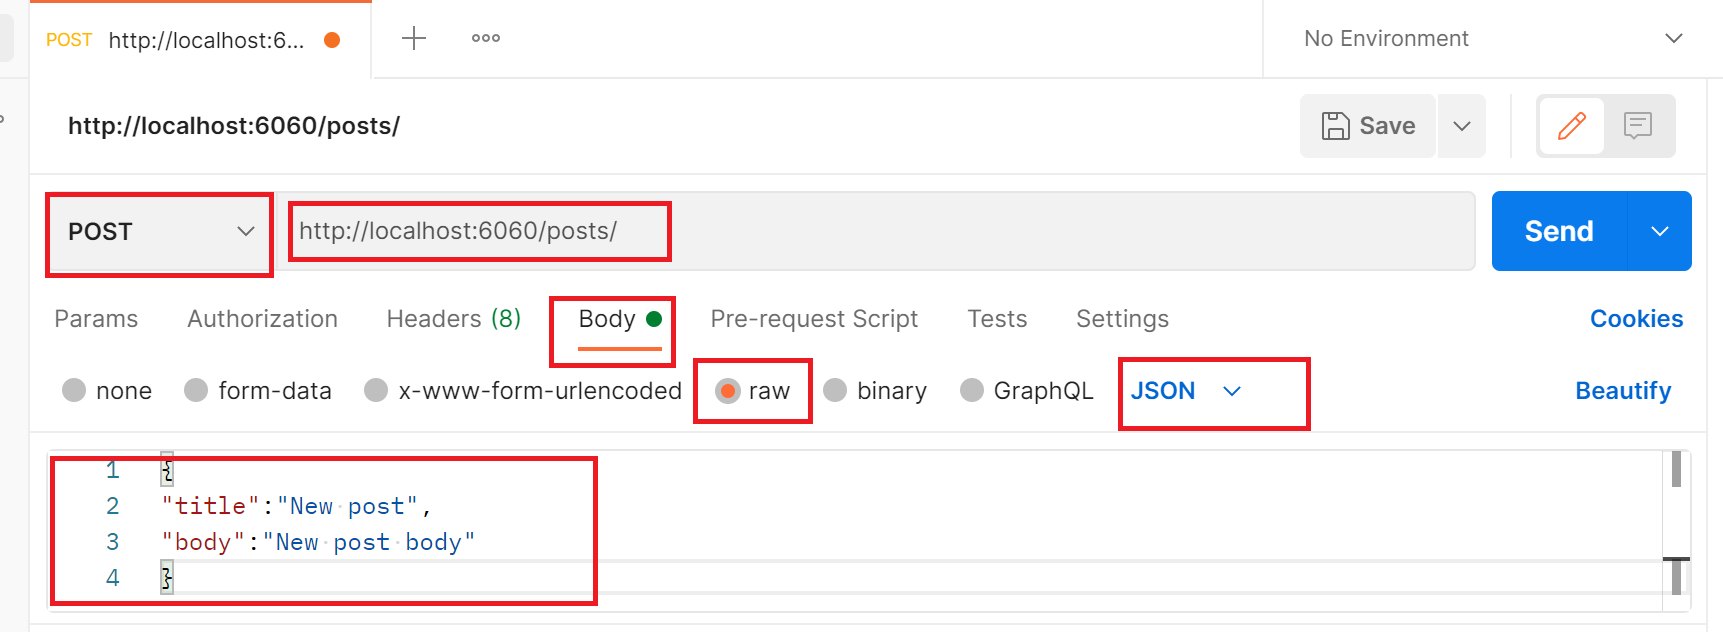 POST http://localhost:6... No Environment
http://localhost:6060/posts/ Save
POST http://localhost:6060/posts/ Send
Params Authorization Headers (8) Body Pre-request Script Tests Settings Cookies
none form-data x-www-form-urlencoded raw binary GraphQL JSON Beautify
1 {
2 "title":"New post",
3 "body":"New post body"
4 }